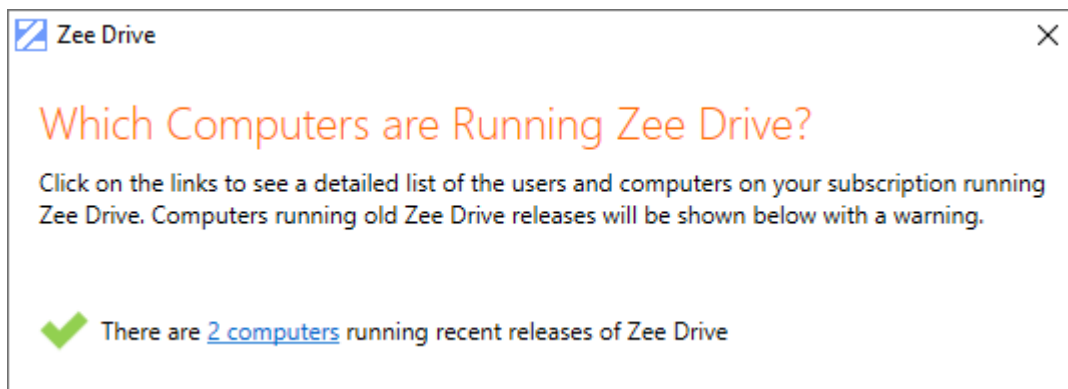 Zee Drive
Which Computers are Running Zee Drive?
Click on the links to see a detailed list of the users and computers on your subscription running
Zee Drive. Computers running old Zee Drive releases will be shown below with a warning.
There are 2 computers running recent releases of Zee Drive